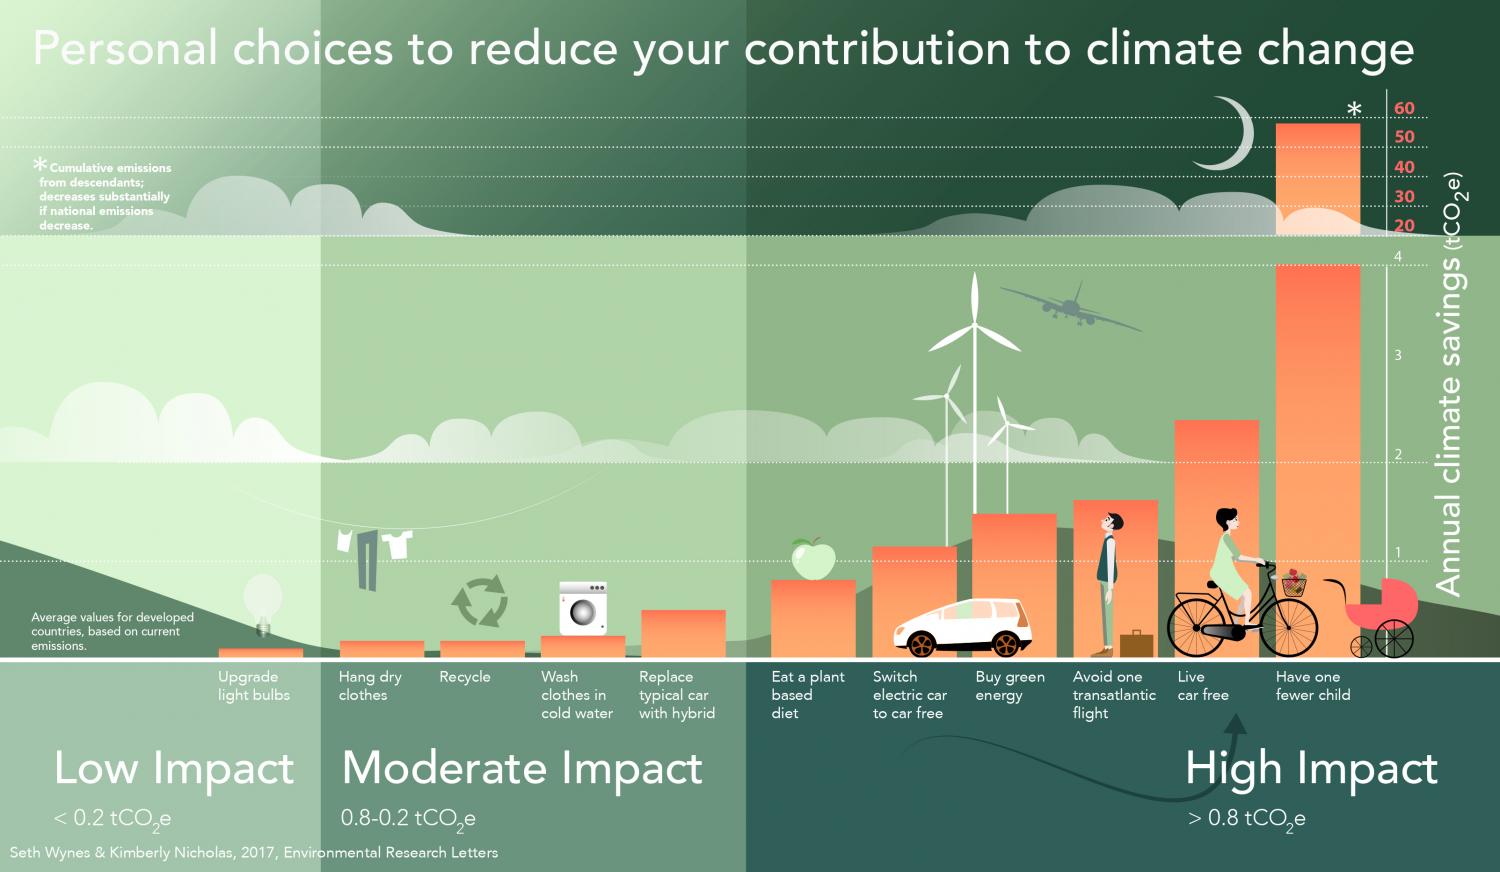 Personal choices to reduce your contribution to climate change
* Cumulative emissions
from descendants;
decreases substantially
if national emissions
decrease.
*
60
50
40
30
20
4
3
2
1
Annual climate savings (tCO2e)
Average values for developed
countries, based on current
emissions.
Upgrade
light bulbs
Hang dry
clothes
Recycle
Wash
clothes in
cold water
Replace
typical car
with hybrid
Eat a plant
based
diet
Switch
electric car
to car free
Buy green
energy
Avoid one
transatlantic
flight
Live
car free
Have one
fewer child
Low Impact
< 0.2 tCO2e
Moderate Impact
0.8-0.2 tCO2e
High Impact
> 0.8 tCO2e
Seth Wynes & Kimberly Nicholas, 2017, Environmental Research Letters